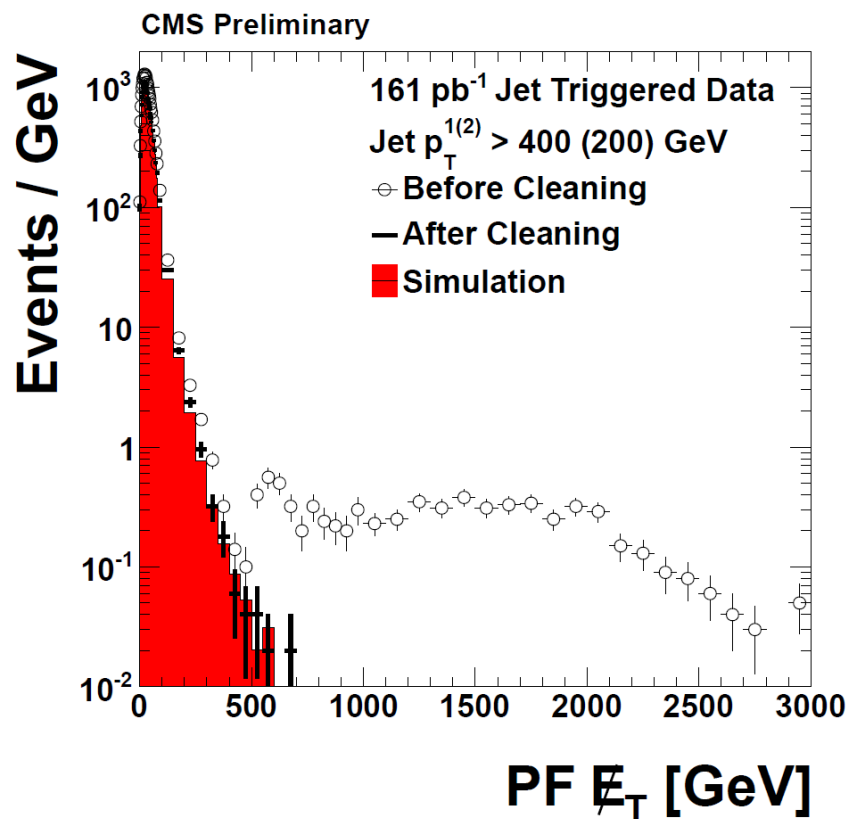 CMS Preliminary
Events / GeV
10³
10²
10
1
10⁻¹
10⁻²
161 pb⁻¹ Jet Triggered Data
Jet p_T^1(2) > 400 (200) GeV
Before Cleaning
After Cleaning
Simulation
0 500 1000 1500 2000 2500 3000
PF E̸_T [GeV]